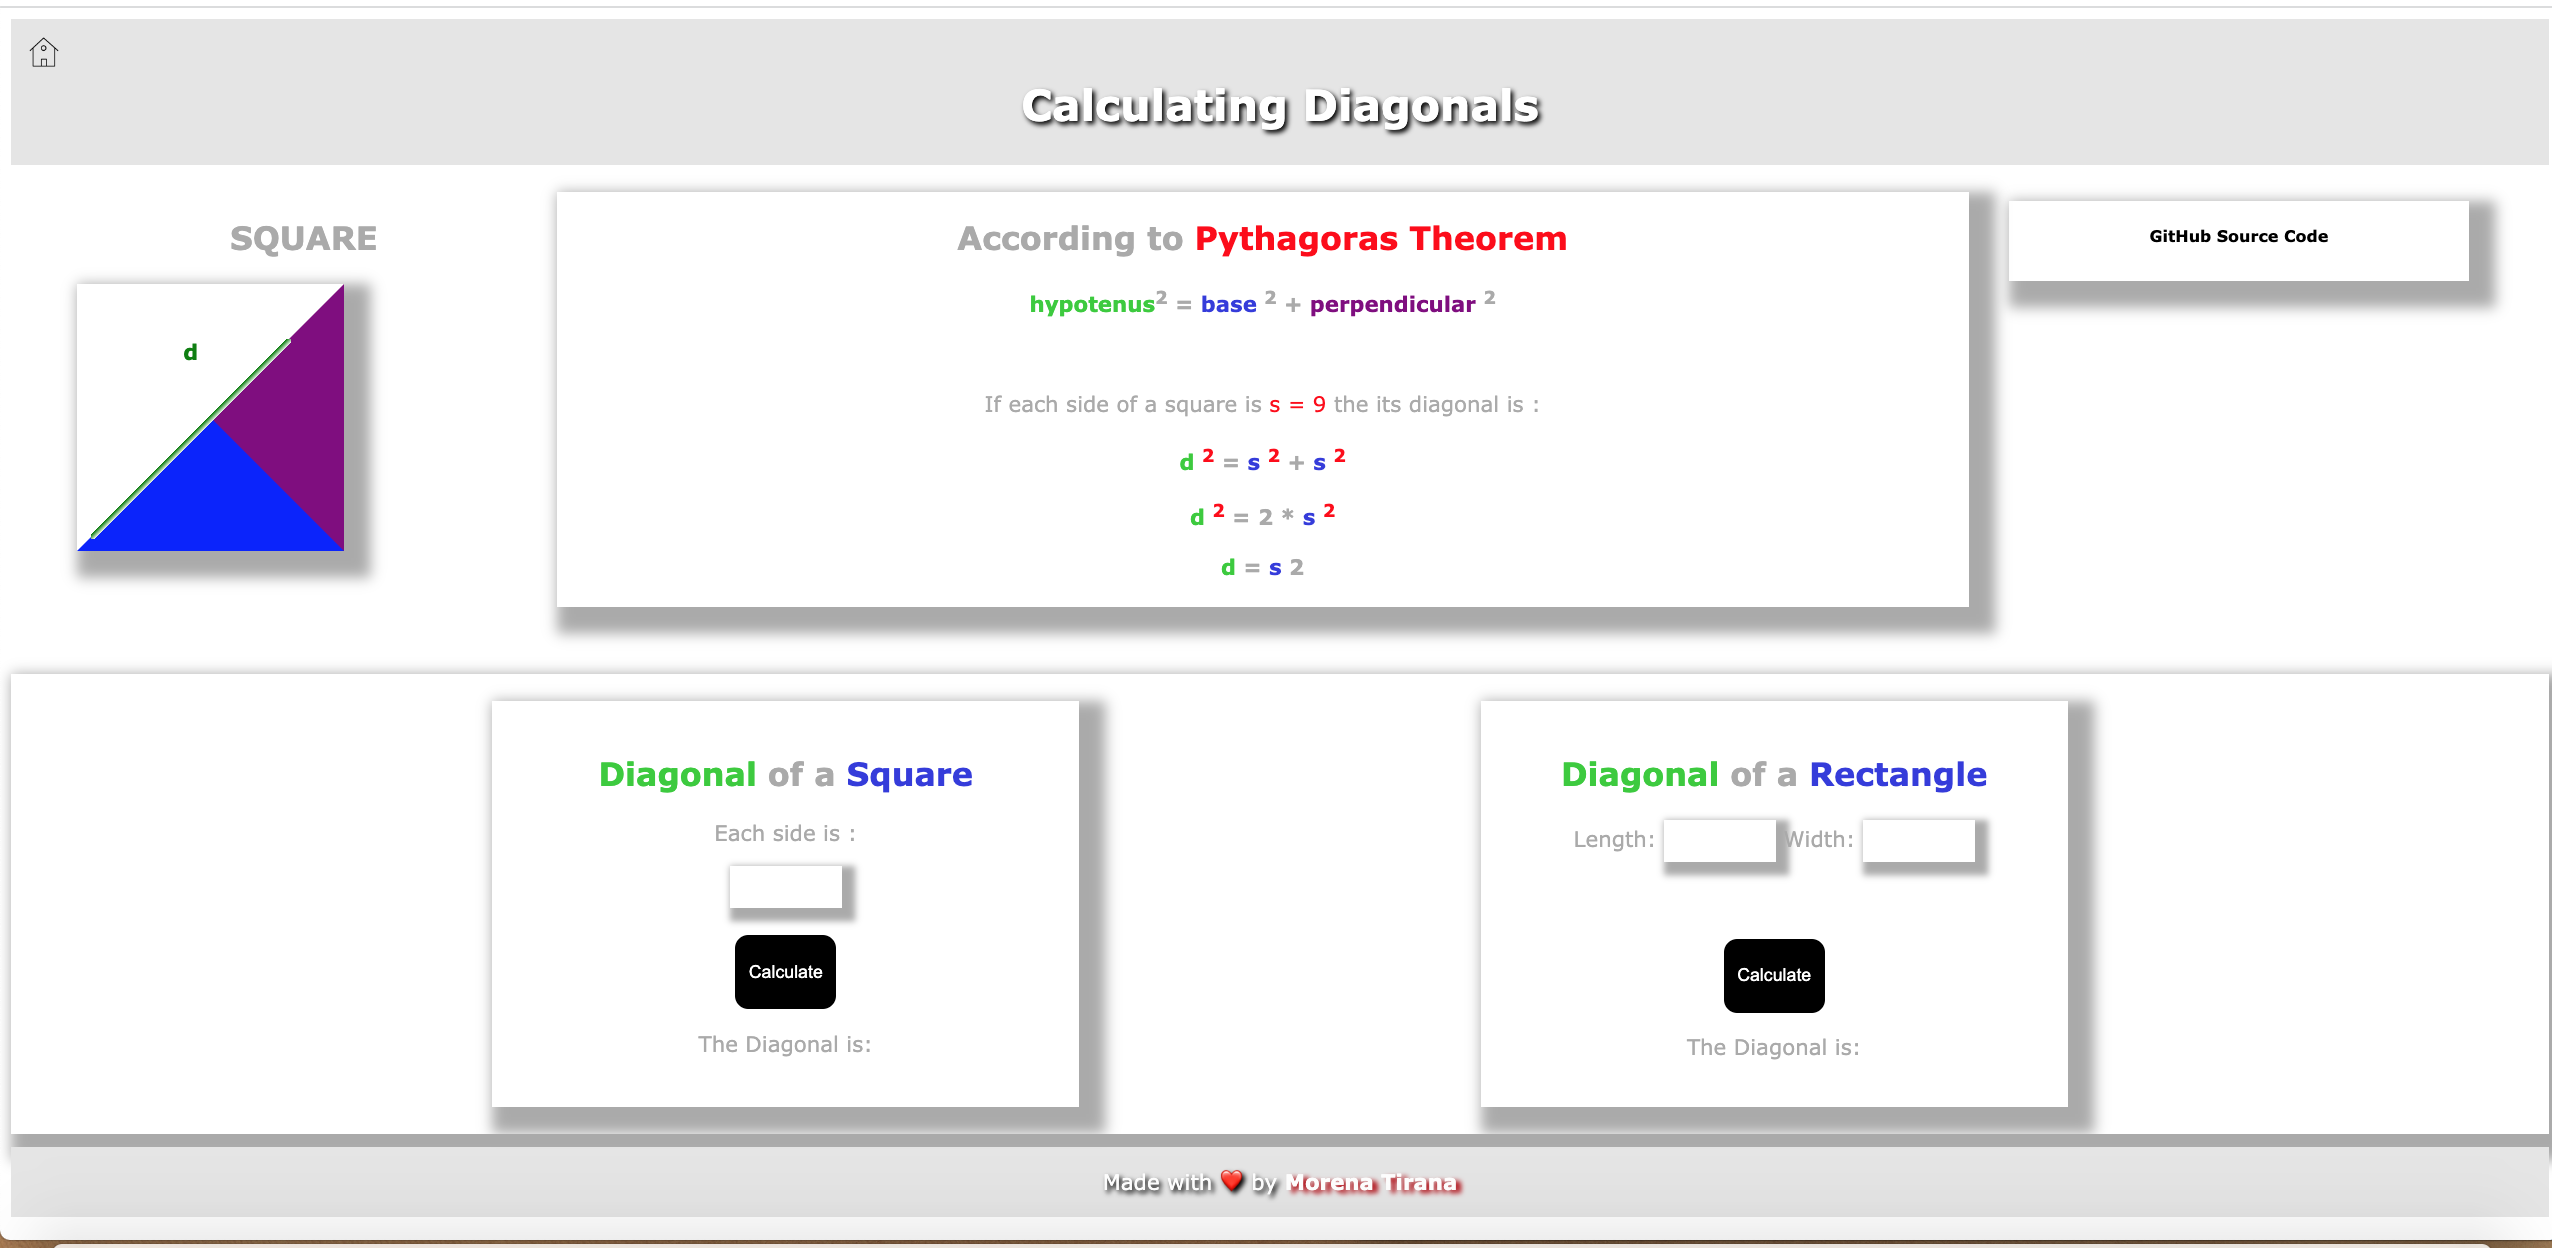 Calculating Diagonals
SQUARE
d
According to Pythagoras Theorem
hypotenus² = base ² + perpendicular ²
If each side of a square is s = 9 the its diagonal is :
d ² = s ² + s ²
d ² = 2 * s ²
d = s 2
GitHub Source Code
Diagonal of a Square
Each side is :
Calculate
The Diagonal is:
Diagonal of a Rectangle
Length: Width:
Calculate
The Diagonal is:
Made with ❤️ by Morena Tirana